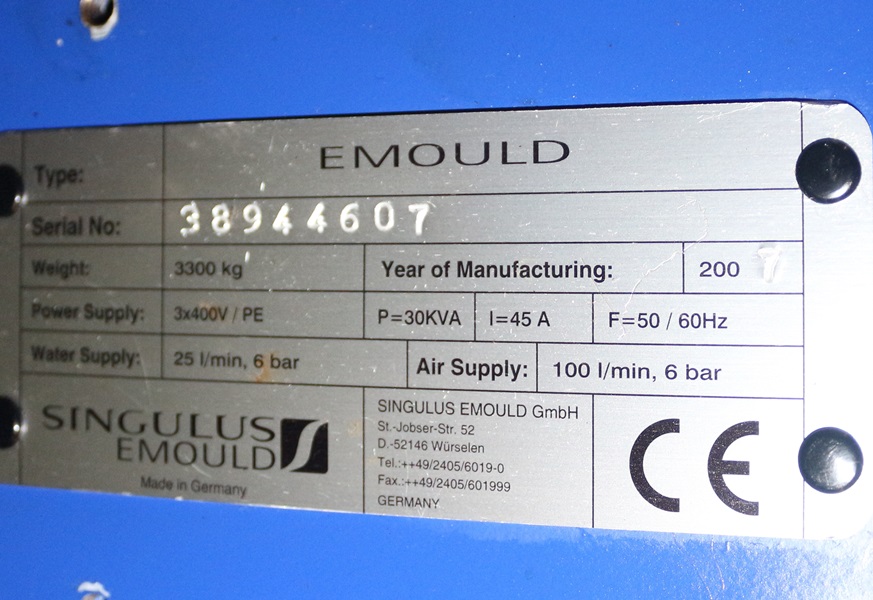 Type: EMOULD
Serial No: 38944607
Weight: 3300 kg Year of Manufacturing: 2007
Power Supply: 3x400V / PE P=30KVA I=45 A F=50 / 60Hz
Water Supply: 25 l/min, 6 bar Air Supply: 100 l/min, 6 bar
SINGULUS
EMOULD
Made in Germany
SINGULUS EMOULD GmbH
St.-Jobser-Str. 52
D.-52146 Würselen
Tel.:++49/2405/6019-0
Fax.:++49/2405/601999
GERMANY
CE